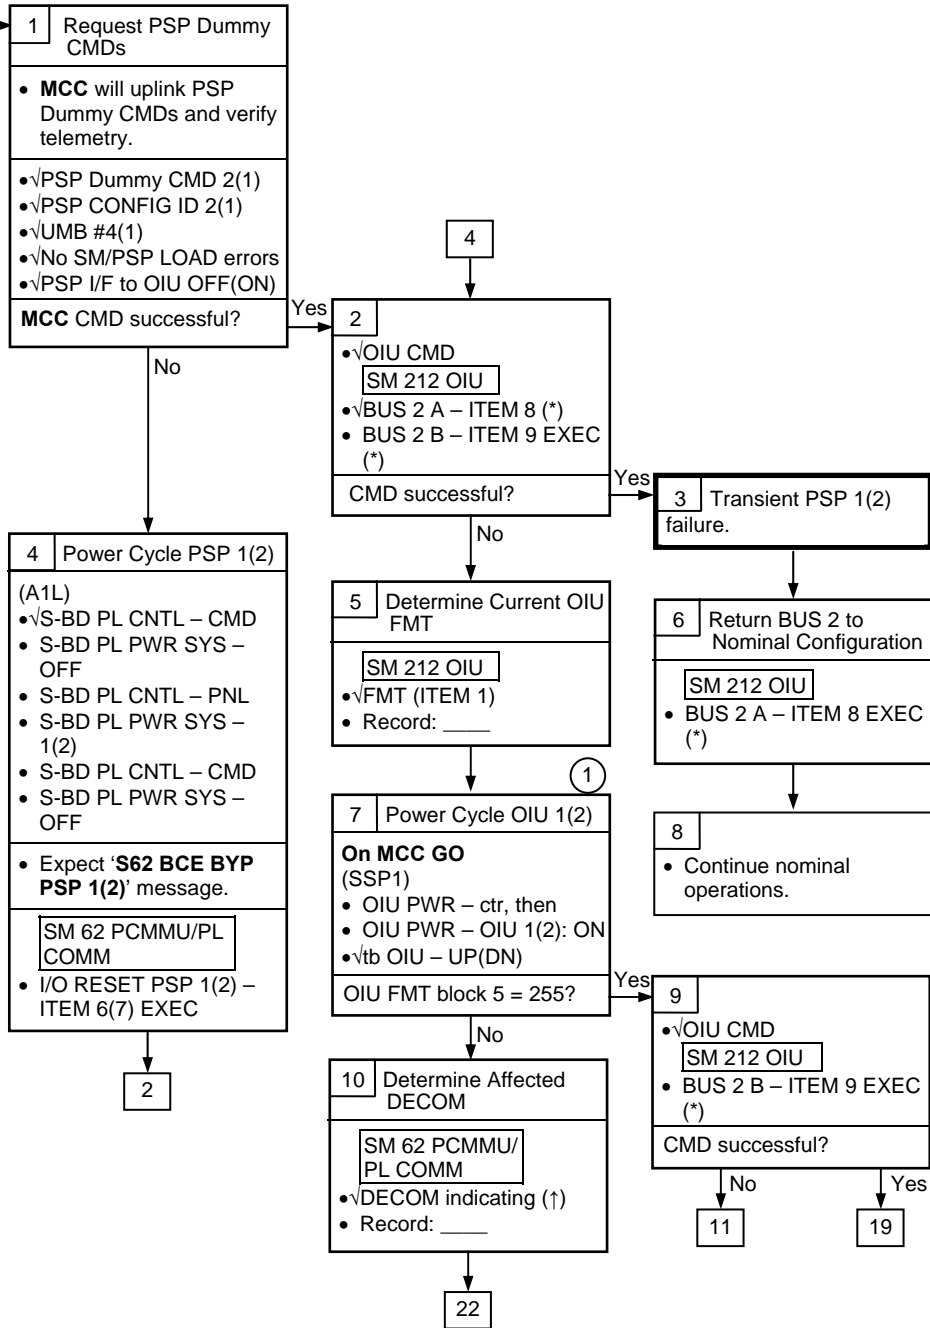 1 Request PSP Dummy
CMDs
• MCC will uplink PSP
Dummy CMDs and verify
telemetry.
•√PSP Dummy CMD 2(1)
•√PSP CONFIG ID 2(1)
•√UMB #4(1)
•√No SM/PSP LOAD errors
•√PSP I/F to OIU OFF(ON)
MCC CMD successful?
Yes
No
4
2
•√OIU CMD
SM 212 OIU
•√BUS 2 A – ITEM 8 (*)
• BUS 2 B – ITEM 9 EXEC
(*)
CMD successful?
Yes
No
3 Transient PSP 1(2)
failure.
4 Power Cycle PSP 1(2)
(A1L)
•√S-BD PL CNTL – CMD
• S-BD PL PWR SYS –
OFF
• S-BD PL CNTL – PNL
• S-BD PL PWR SYS –
1(2)
• S-BD PL CNTL – CMD
• S-BD PL PWR SYS –
OFF
• Expect ‘S62 BCE BYP
PSP 1(2)’ message.
SM 62 PCMMU/PL
COMM
• I/O RESET PSP 1(2) –
ITEM 6(7) EXEC
2
5 Determine Current OIU
FMT
SM 212 OIU
•√FMT (ITEM 1)
• Record: ____
6 Return BUS 2 to
Nominal Configuration
SM 212 OIU
• BUS 2 A – ITEM 8 EXEC
(*)
1
7 Power Cycle OIU 1(2)
On MCC GO
(SSP1)
• OIU PWR – ctr, then
• OIU PWR – OIU 1(2): ON
•√tb OIU – UP(DN)
OIU FMT block 5 = 255?
Yes
No
8
• Continue nominal
operations.
9
•√OIU CMD
SM 212 OIU
• BUS 2 B – ITEM 9 EXEC
(*)
CMD successful?
No
Yes
11
19
10 Determine Affected
DECOM
SM 62 PCMMU/
PL COMM
•√DECOM indicating (↑)
• Record: ____
22